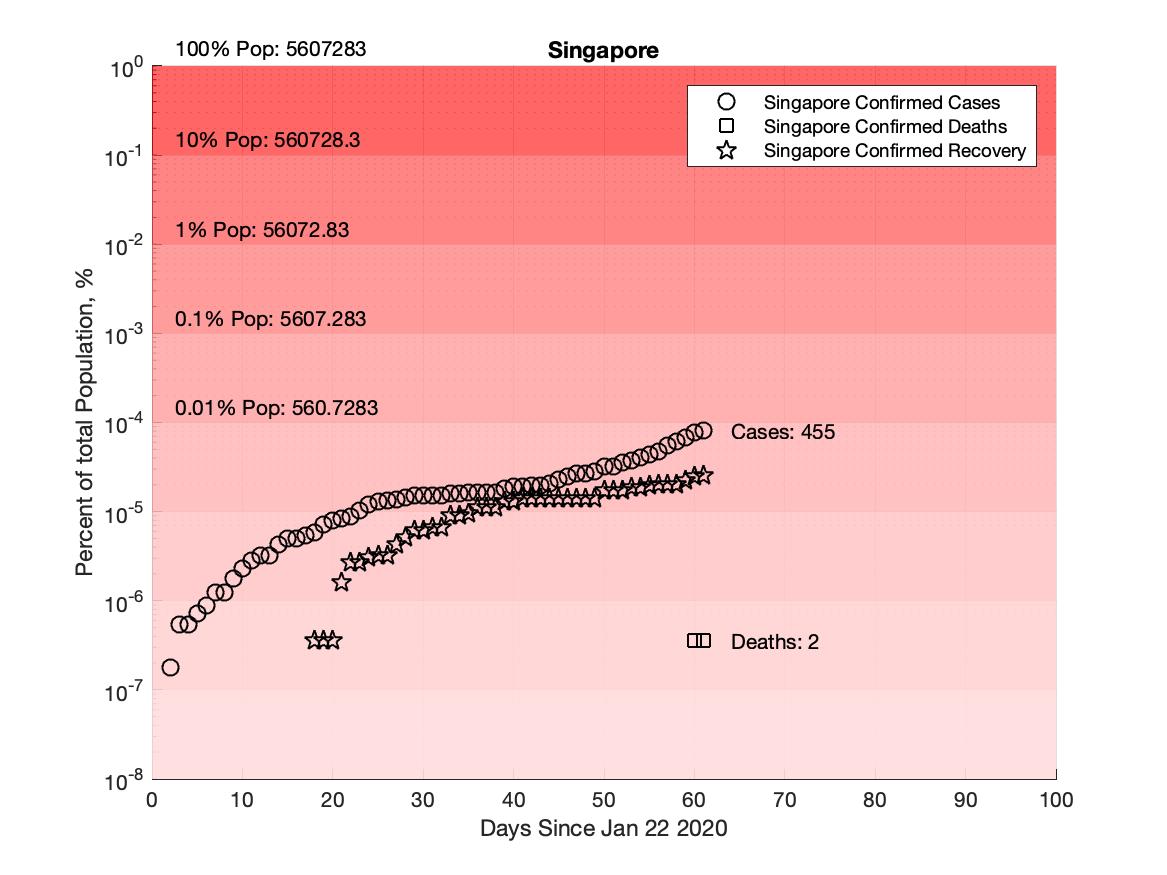 100% Pop: 5607283
Singapore
10^0
Singapore Confirmed Cases
Singapore Confirmed Deaths
Singapore Confirmed Recovery
10% Pop: 560728.3
10^-1
1% Pop: 56072.83
10^-2
0.1% Pop: 5607.283
10^-3
0.01% Pop: 560.7283
10^-4
Cases: 455
10^-5
10^-6
Deaths: 2
10^-7
10^-8
Percent of total Population, %
0 10 20 30 40 50 60 70 80 90 100
Days Since Jan 22 2020